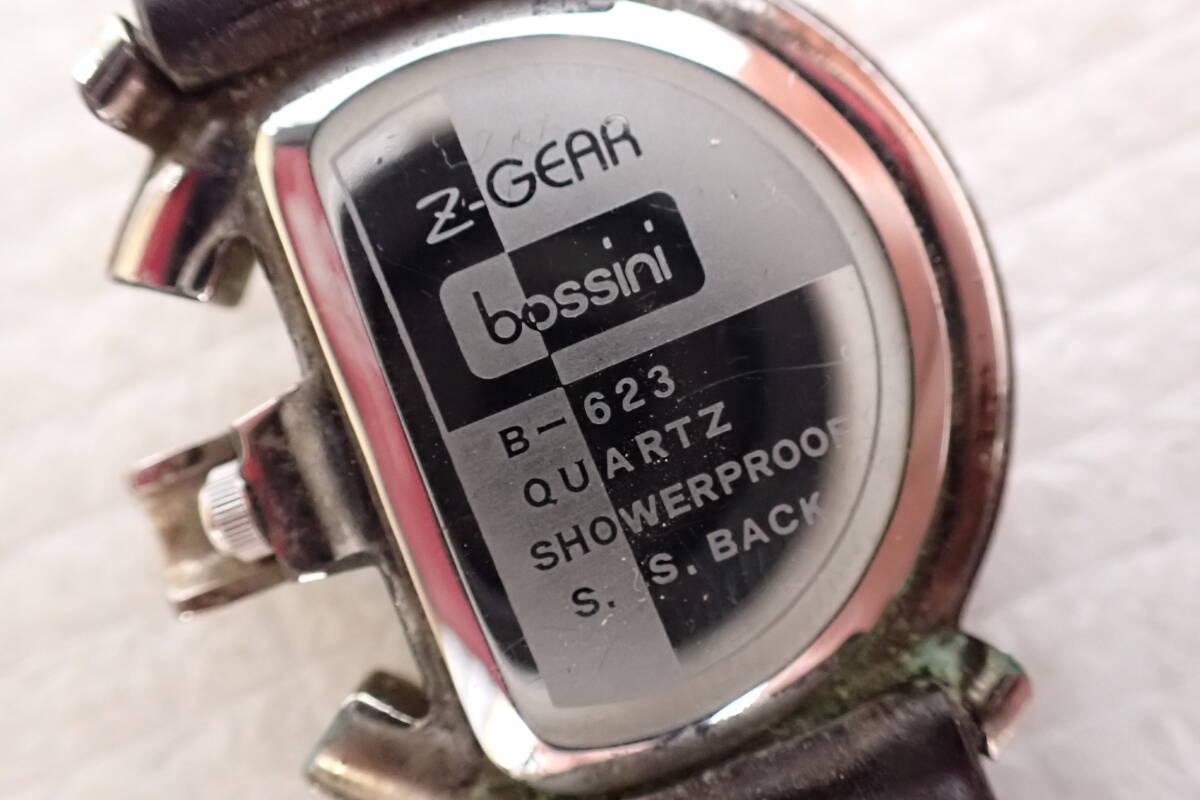 Z-GEAR
bossini
B-623
QUARTZ
SHOWERPROOF
S. S. BACK